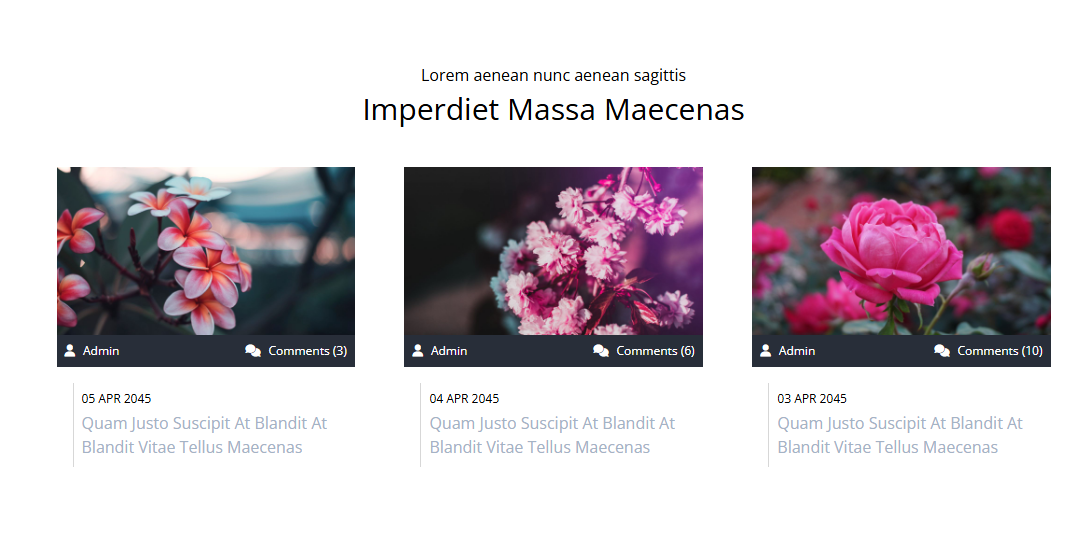 Lorem aenean nunc aenean sagittis
Imperdiet Massa Maecenas
Admin
Comments (3)
05 APR 2045
Quam Justo Suscipit At Blandit At
Blandit Vitae Tellus Maecenas
Admin
Comments (6)
04 APR 2045
Quam Justo Suscipit At Blandit At
Blandit Vitae Tellus Maecenas
Admin
Comments (10)
03 APR 2045
Quam Justo Suscipit At Blandit At
Blandit Vitae Tellus Maecenas